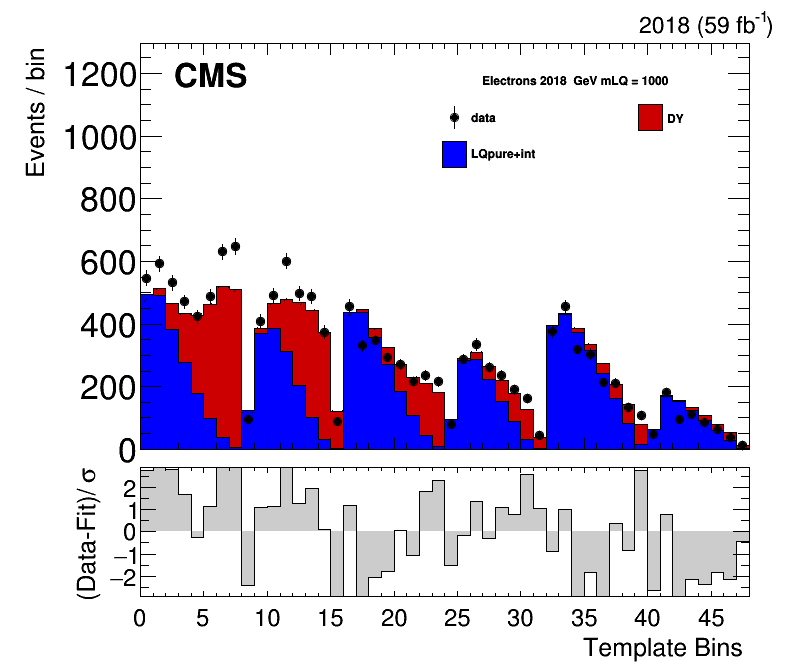 2018 (59 fb-1)
Events / bin
CMS
Electrons 2018 GeV mLQ = 1000
data
DY
LQpure+int
1200
1000
800
600
400
200
0
(Data-Fit)/ σ
2
1
0
−1
−2
0 5 10 15 20 25 30 35 40 45
Template Bins